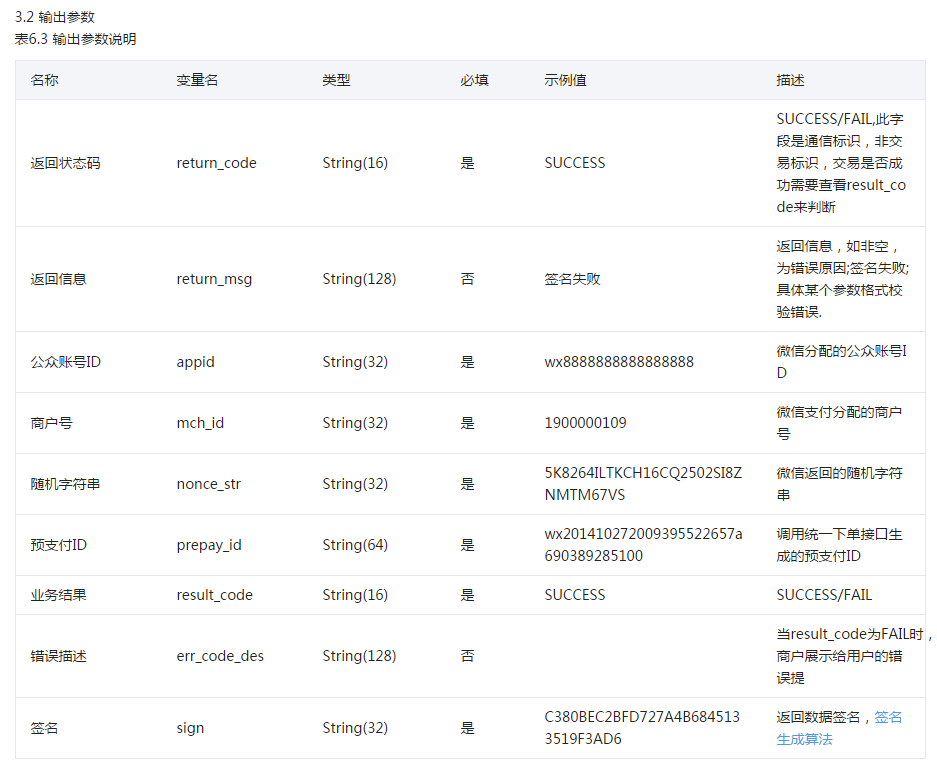 3.2 输出参数
表6.3 输出参数说明
名称 变量名 类型 必填 示例值 描述
返回状态码 return_code String(16) 是 SUCCESS SUCCESS/FAIL,此字
段是通信标识，非交
易标识，交易是否成
功需要查看result_co
de来判断
返回信息 return_msg String(128) 否 签名失败 返回信息，如非空，
为错误原因;签名失败;
具体某个参数格式校
验错误.
公众账号ID appid String(32) 是 wx8888888888888888 微信分配的公众账号I
D
商户号 mch_id String(32) 是 1900000109 微信支付分配的商户
号
随机字符串 nonce_str String(32) 是 5K8264ILTKCH16CQ2502SI8Z
NMTM67VS 微信返回的随机字符
串
预支付ID prepay_id String(64) 是 wx201410272009395522657a
690389285100 调用统一下单接口生
成的预支付ID
业务结果 result_code String(16) 是 SUCCESS SUCCESS/FAIL
错误描述 err_code_des String(128) 否 当result_code为FAIL时，
商户展示给用户的错
误提
签名 sign String(32) 是 C380BEC2BFD727A4B684513
3519F3AD6 返回数据签名，签名
生成算法